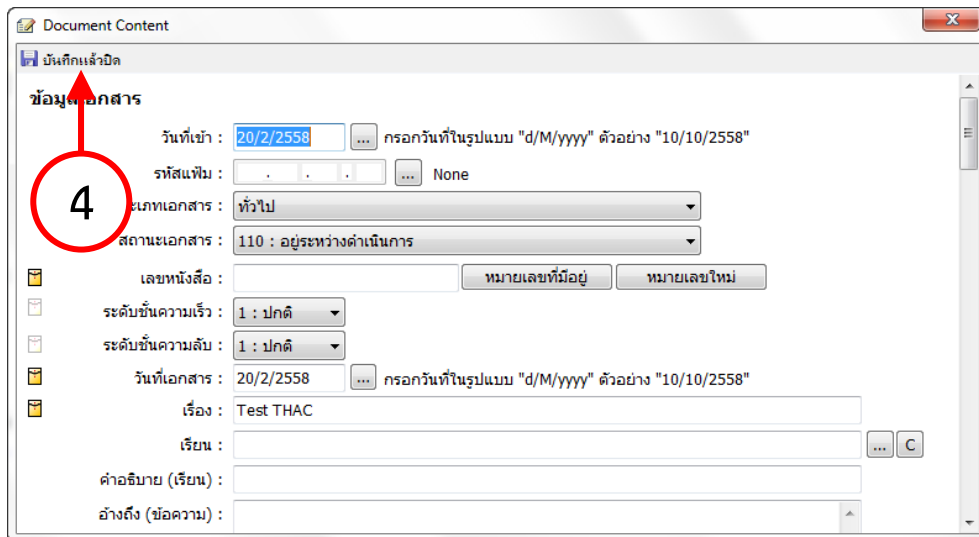 Document Content
บันทึกแล้วปิด
ข้อมูลเอกสาร
วันที่เข้า : 20/2/2558 ... กรอกวันที่ในรูปแบบ "d/M/yyyy" ตัวอย่าง "10/10/2558"
รหัสแฟ้ม : . . . ... None
4
ะเภทเอกสาร : ทั่วไป
สถานะเอกสาร : 110 : อยู่ระหว่างดำเนินการ
เลขหนังสือ : หมายเลขที่มีอยู่ หมายเลขใหม่
ระดับชั้นความเร็ว : 1 : ปกติ
ระดับชั้นความลับ : 1 : ปกติ
วันที่เอกสาร : 20/2/2558 ... กรอกวันที่ในรูปแบบ "d/M/yyyy" ตัวอย่าง "10/10/2558"
เรื่อง : Test THAC
เรียน : ... C
คำอธิบาย (เรียน) :
อ้างถึง (ข้อความ) :